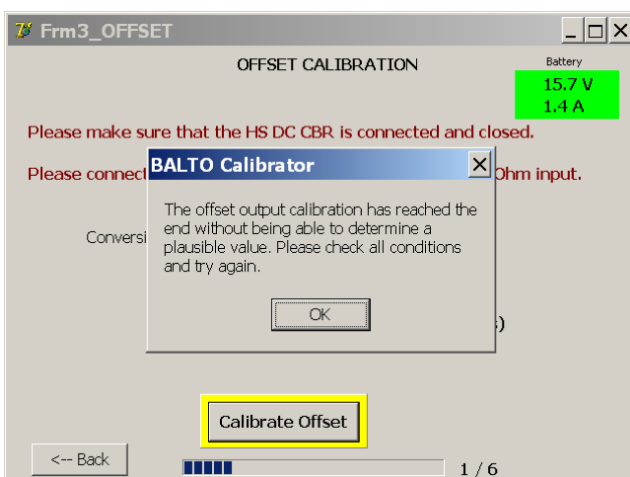 Frm3_OFFSET
OFFSET CALIBRATION
Battery
15.7 V
1.4 A
Please make sure that the HS DC CBR is connected and closed.
Please connect
Ohm input.
BALTO Calibrator
The offset output calibration has reached the
end without being able to determine a
plausible value. Please check all conditions
and try again.
OK
Conversi
:)
Calibrate Offset
<-- Back
1 / 6